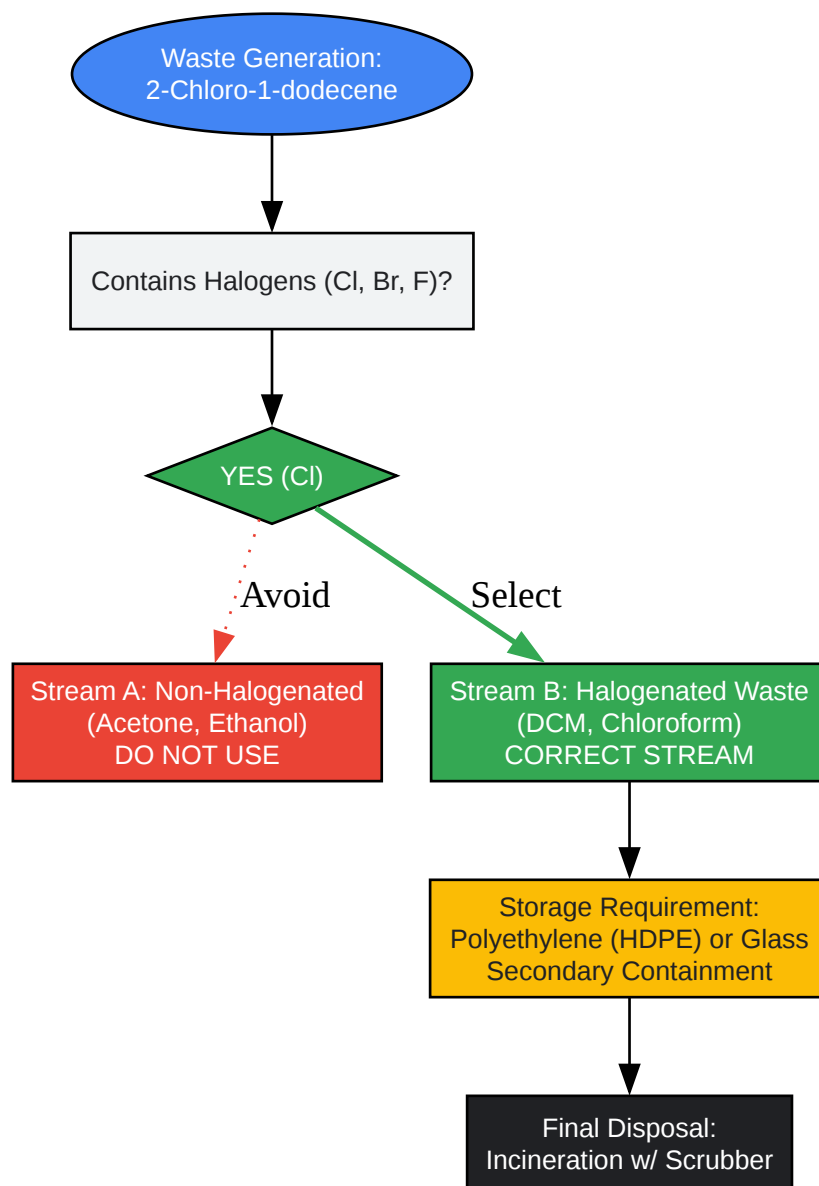 Waste Generation:
2-Chloro-1-dodecene
Contains Halogens (Cl, Br, F)?
YES (Cl)
Avoid
Select
Stream A: Non-Halogenated
(Acetone, Ethanol)
DO NOT USE
Stream B: Halogenated Waste
(DCM, Chloroform)
CORRECT STREAM
Storage Requirement:
Polyethylene (HDPE) or Glass
Secondary Containment
Final Disposal:
Incineration w/ Scrubber